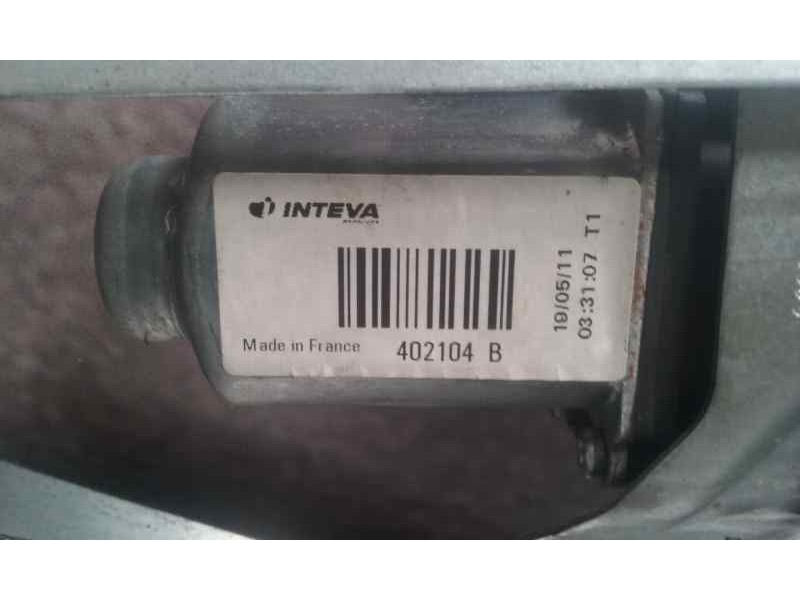 INTEVA
Made in France
402104 B
19/05/11
03:31:07 T1